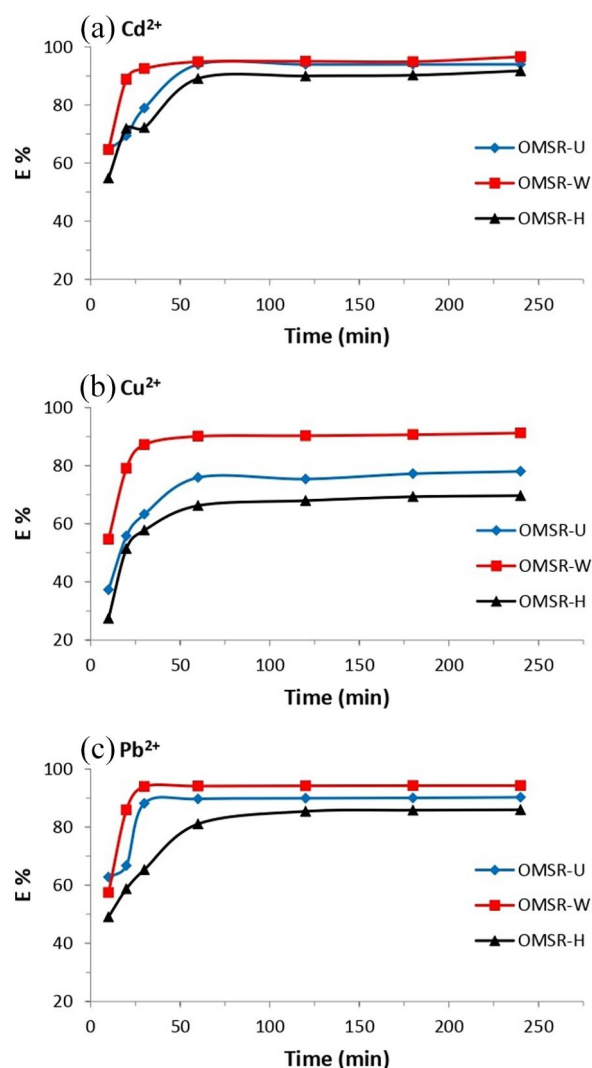 (a) Cd²⁺
100
80
60
40
20
E %
0 50 100 150 200 250
Time (min)
OMSR-U
OMSR-W
OMSR-H
(b) Cu²⁺
100
80
60
40
20
E %
0 50 100 150 200 250
Time (min)
OMSR-U
OMSR-W
OMSR-H
(c) Pb²⁺
100
80
60
40
20
E %
0 50 100 150 200 250
Time (min)
OMSR-U
OMSR-W
OMSR-H